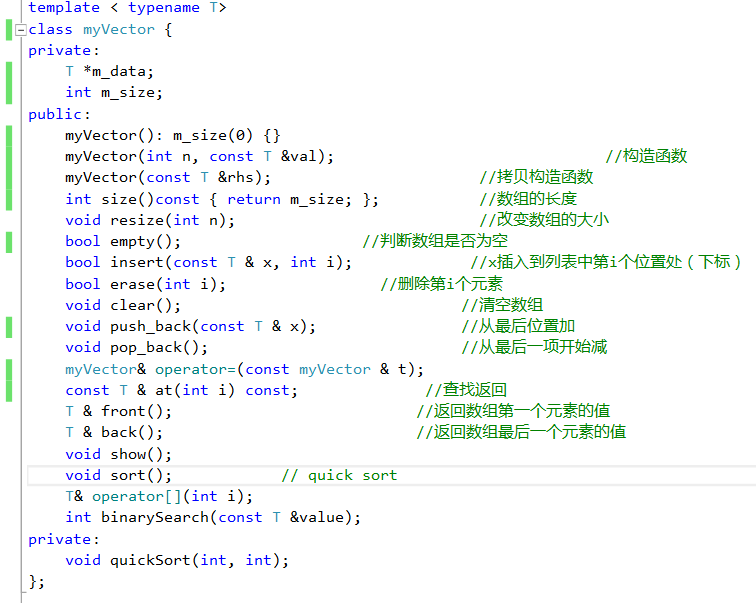 template < typename T>
class myVector {
private:
    T *m_data;
    int m_size;
public:
    myVector(): m_size(0) {}
    myVector(int n, const T &val);                              //构造函数
    myVector(const T &rhs);                       //拷贝构造函数
    int size()const { return m_size; };           //数组的长度
    void resize(int n);                           //改变数组的大小
    bool empty();                    //判断数组是否为空
    bool insert(const T & x, int i);             //x插入到列表中第i个位置处(下标)
    bool erase(int i);                 //删除第i个元素
    void clear();                               //清空数组
    void push_back(const T & x);                //从最后位置加
    void pop_back();                            //从最后一项开始减
    myVector& operator=(const myVector & t);
    const T & at(int i) const;              //查找返回
    T & front();                           //返回数组第一个元素的值
    T & back();                            //返回数组最后一个元素的值
    void show();
    void sort();            // quick sort
    T& operator[](int i);
    int binarySearch(const T &value);
private:
    void quickSort(int, int);
};